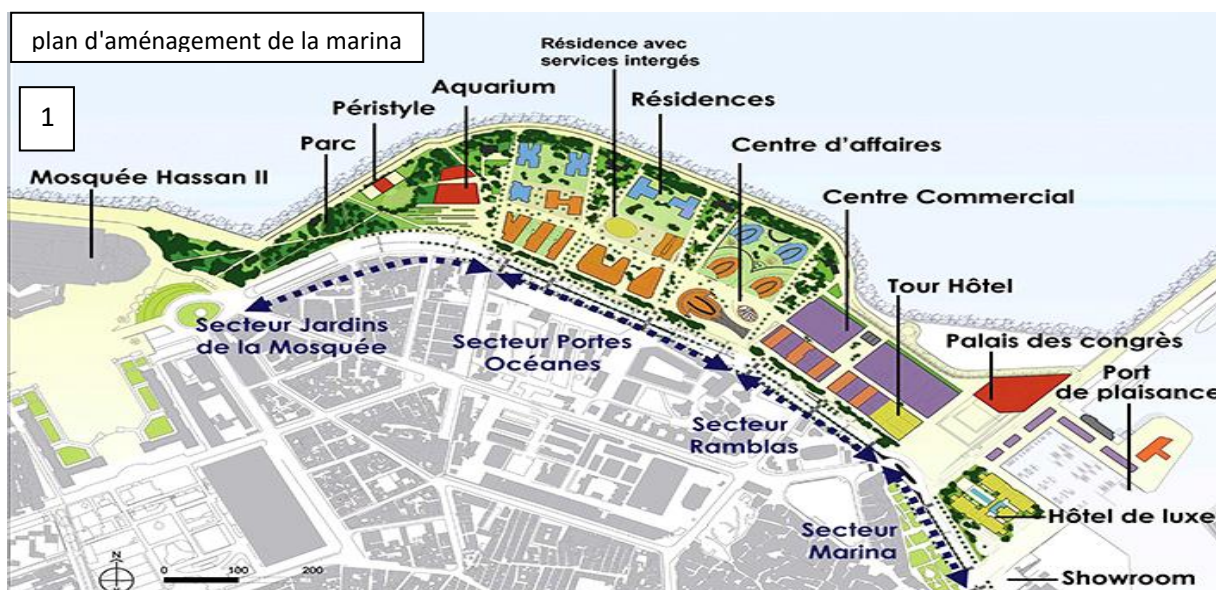 plan d'aménagement de la marina
1
Résidence avec
services intergés
Aquarium
Résidences
Péristyle
Parc
Centre d'affaires
Mosquée Hassan II
Centre Commercial
Tour Hôtel
Secteur Jardins
de la Mosquée
Secteur Portes
Océanes
Palais des congrès
Port
de plaisance
Secteur
Ramblas
Hôtel de luxe
Secteur
Marina
Showroom
N
0 100 200